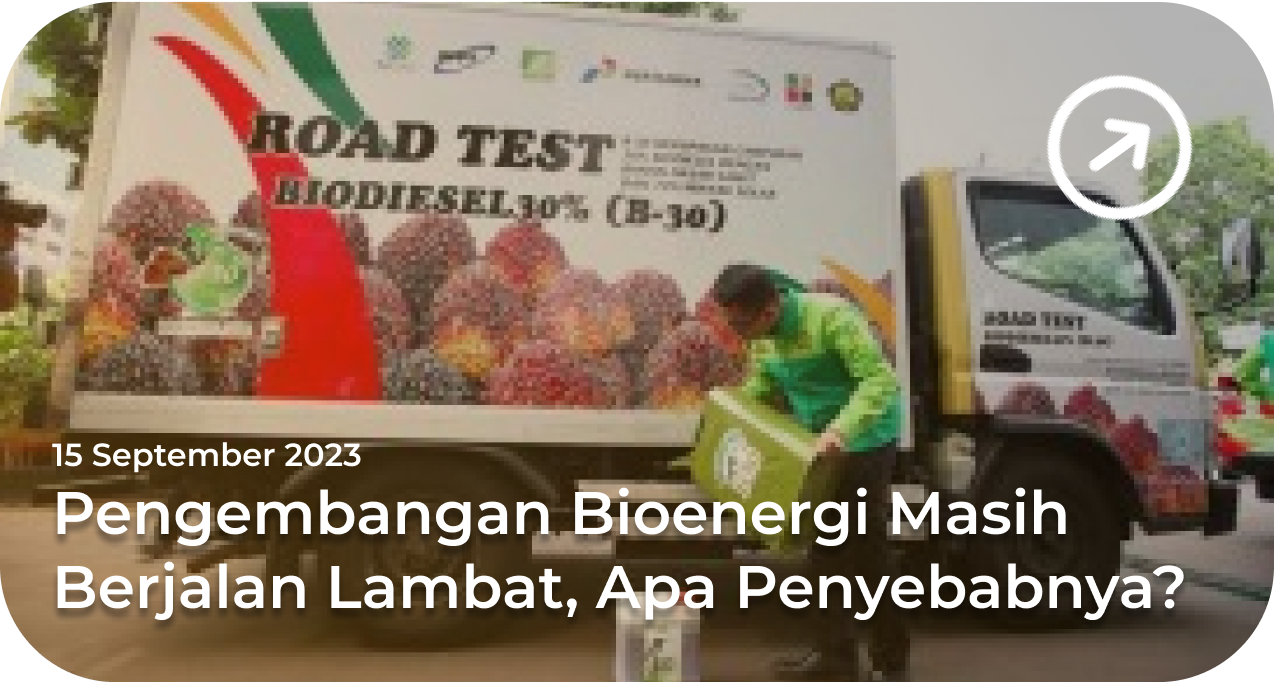 ROAD TEST
BIODIESEL 30% (B-30)
ROAD TEST
15 September 2023
Pengembangan Bioenergi Masih
Berjalan Lambat, Apa Penyebabnya?